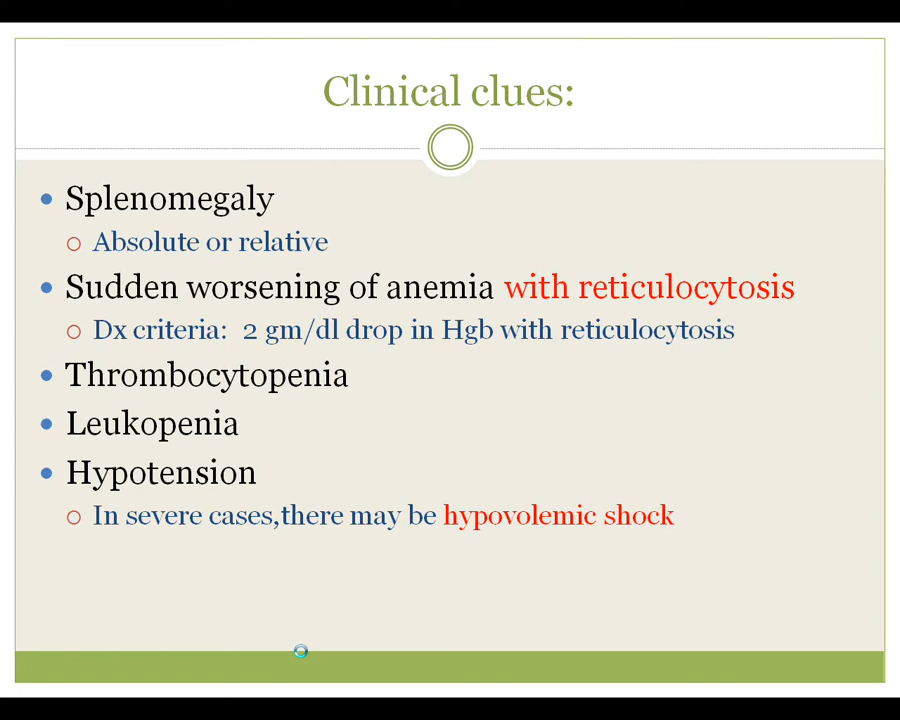 Clinical clues:
Splenomegaly
Absolute or relative
Sudden worsening of anemia with reticulocytosis
Dx criteria: 2 gm/dl drop in Hgb with reticulocytosis
Thrombocytopenia
Leukopenia
Hypotension
In severe cases,there may be hypovolemic shock